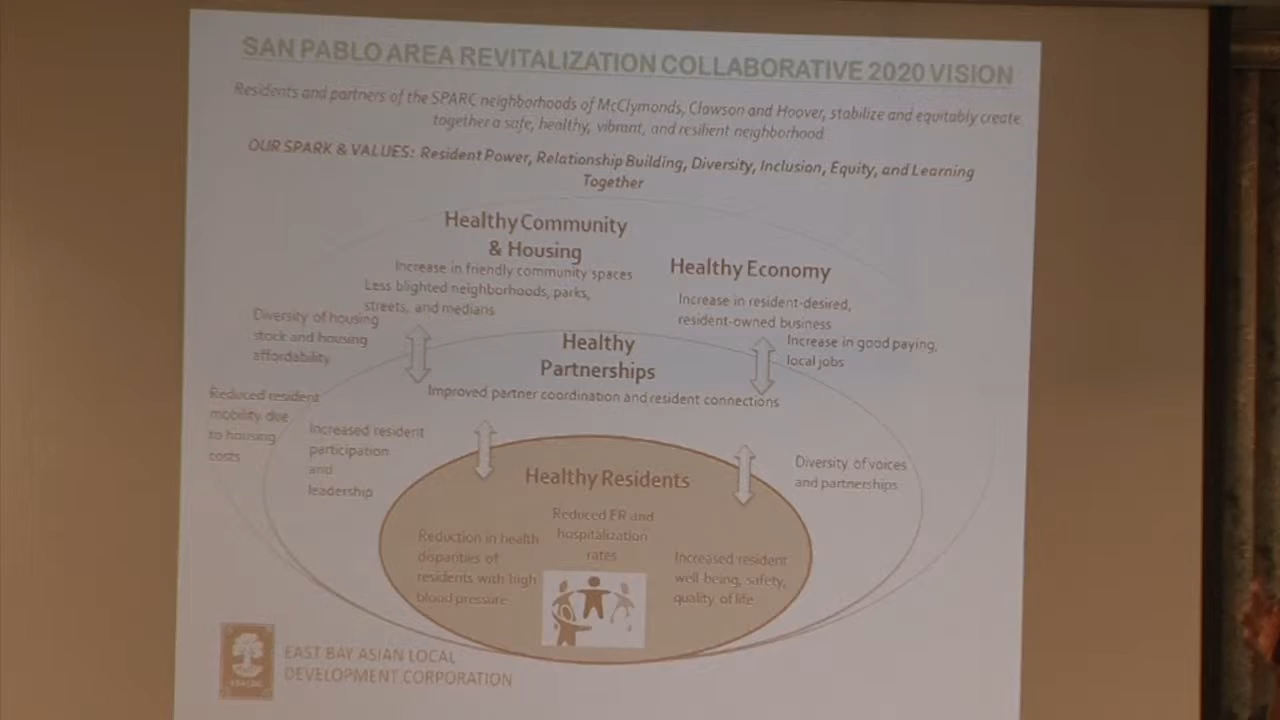 SAN PABLO AREA REVITALIZATION COLLABORATIVE 2020 VISION
Residents and partners of the SPARC neighborhoods of McClymonds, Clawson and Hoover, stabilize and equitably create
together a safe, healthy, vibrant, and resilient neighborhood
OUR SPARK & VALUES: Resident Power, Relationship Building, Diversity, Inclusion, Equity, and Learning
Together
Healthy Community
& Housing
Increase in friendly community spaces
Less blighted neighborhoods, parks,
streets, and medians
Diversity of housing
stock and housing
affordability
Reduced resident
mobility due
to housing
costs
Healthy Economy
Increase in resident-desired,
resident-owned business
Increase in good paying,
local jobs
Healthy
Partnerships
Improved partner coordination and resident connections
Increased resident
participation
and
leadership
Diversity of voices
and partnerships
Healthy Residents
Reduced ER and
hospitalization
rates
Reduction in health
disparities of
residents with high
blood pressure
Increased resident
well-being, safety,
quality of life
EAST BAY ASIAN LOCAL
DEVELOPMENT CORPORATION